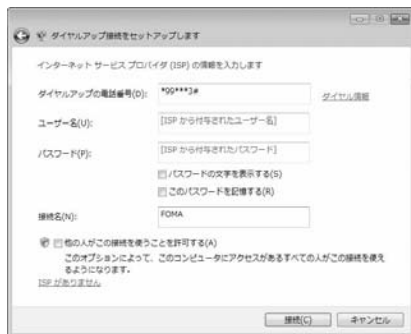 ダイヤルアップ接続をセットアップします
インターネット サービス プロバイダ (ISP) の情報を入力します
ダイヤルアップの電話番号(D): *99***3# ダイヤル情報
ユーザー名(U): [ISP から付与されたユーザー名]
パスワード(P): [ISP から付与されたパスワード]
パスワードの文字を表示する(S)
このパスワードを記憶する(R)
接続名(N): FOMA
他の人がこの接続を使うことを許可する(A)
このオプションによって、このコンピュータにアクセスがあるすべての人がこの接続を使え
るようになります。
ISP がありません
接続(C) キャンセル